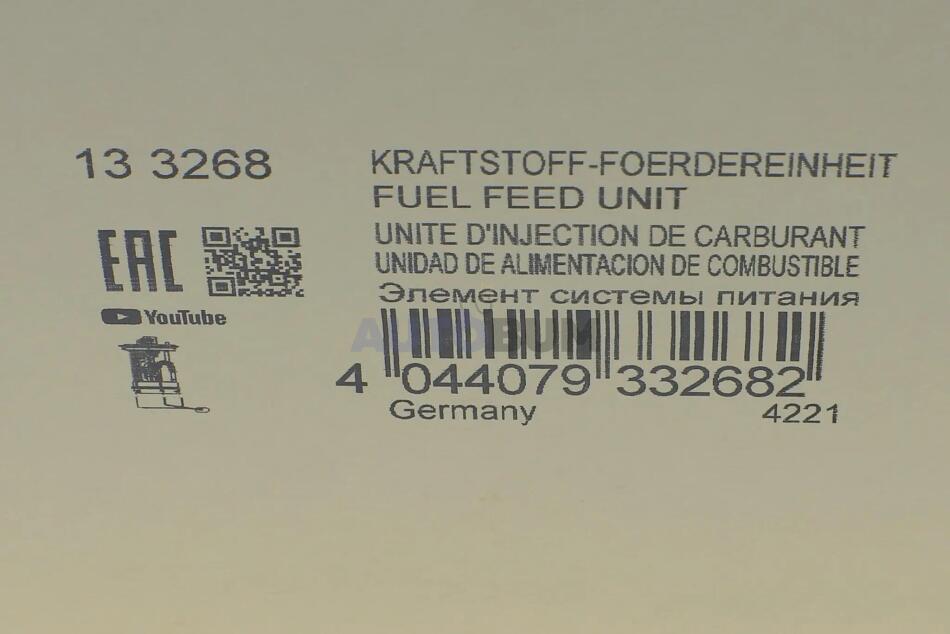 13 3268
KRAFTSTOFF-FOERDEREINHEIT
FUEL FEED UNIT
UNITE D'INJECTION DE CARBURANT
UNIDAD DE ALIMENTACION DE COMBUSTIBLE
Элемент системы питания
EAC
YouTube
AUTOBUM
4 044079 332682
Germany
4221